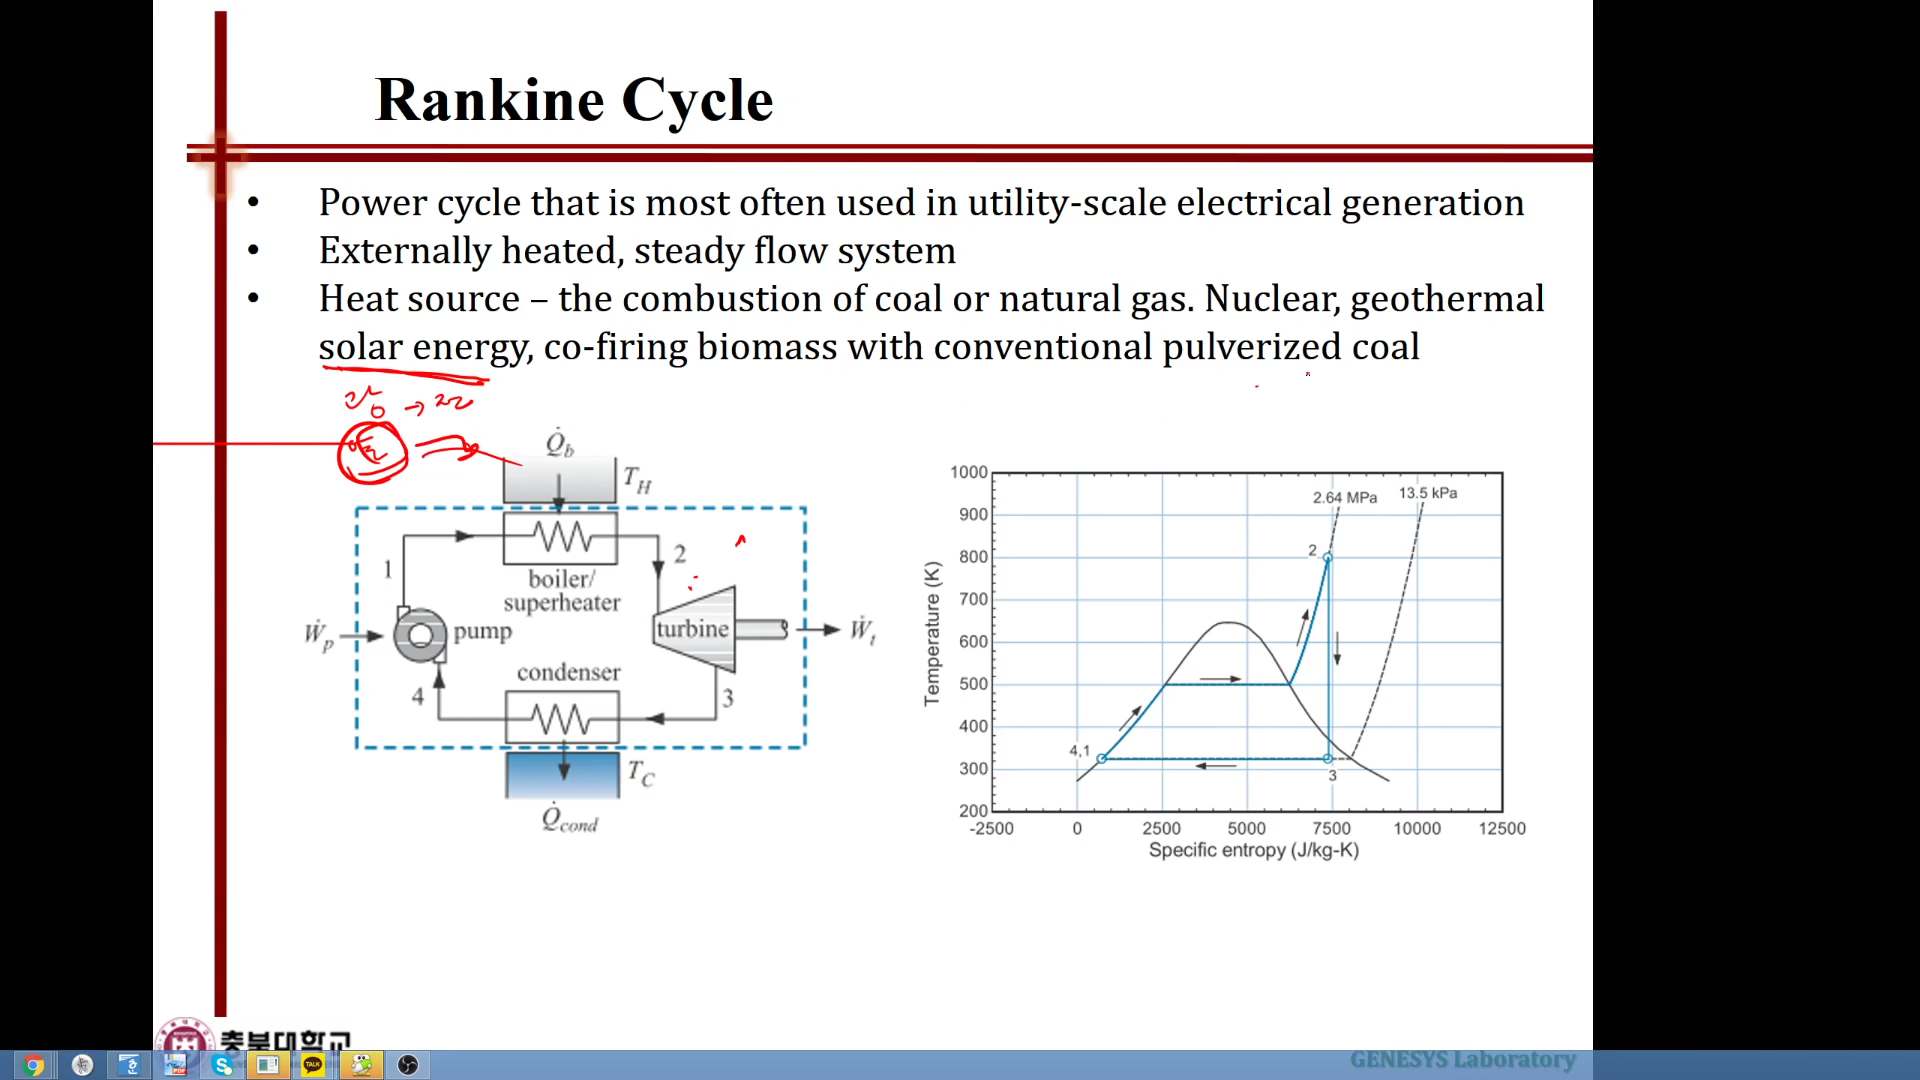 Rankine Cycle
• Power cycle that is most often used in utility-scale electrical generation
• Externally heated, steady flow system
• Heat source – the combustion of coal or natural gas. Nuclear, geothermal
solar energy, co-firing biomass with conventional pulverized coal
Q̇b
TH
1
2
boiler/
superheater
Ẇp
pump
turbine
Ẇt
condenser
4
3
TC
Q̇cond
1000
900
800
700
600
500
400
300
200
Temperature (K)
2.64 MPa
13.5 kPa
2
4,1
3
-2500
0
2500
5000
7500
10000
12500
Specific entropy (J/kg-K)
충북대학교
TALK
GENESYS Laboratory